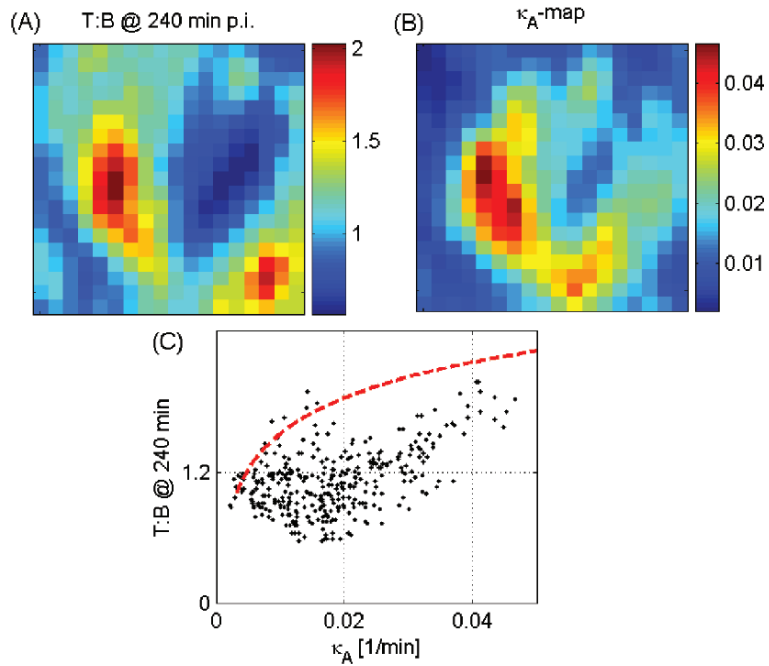 (A) T:B @ 240 min p.i.
2
1.5
1
(B) κA-map
0.04
0.03
0.02
0.01
(C)
T:B @ 240 min
1.2
0
0 0.02 0.04
κA [1/min]